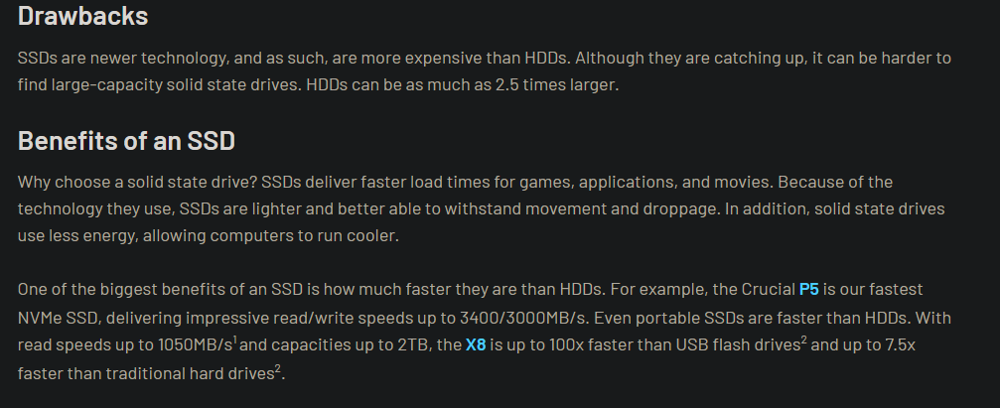 Drawbacks
SSDs are newer technology, and as such, are more expensive than HDDs. Although they are catching up, it can be harder to
find large-capacity solid state drives. HDDs can be as much as 2.5 times larger.
Benefits of an SSD
Why choose a solid state drive? SSDs deliver faster load times for games, applications, and movies. Because of the
technology they use, SSDs are lighter and better able to withstand movement and droppage. In addition, solid state drives
use less energy, allowing computers to run cooler.
One of the biggest benefits of an SSD is how much faster they are than HDDs. For example, the Crucial P5 is our fastest
NVMe SSD, delivering impressive read/write speeds up to 3400/3000MB/s. Even portable SSDs are faster than HDDs. With
read speeds up to 1050MB/s¹ and capacities up to 2TB, the X8 is up to 100x faster than USB flash drives² and up to 7.5x
faster than traditional hard drives².